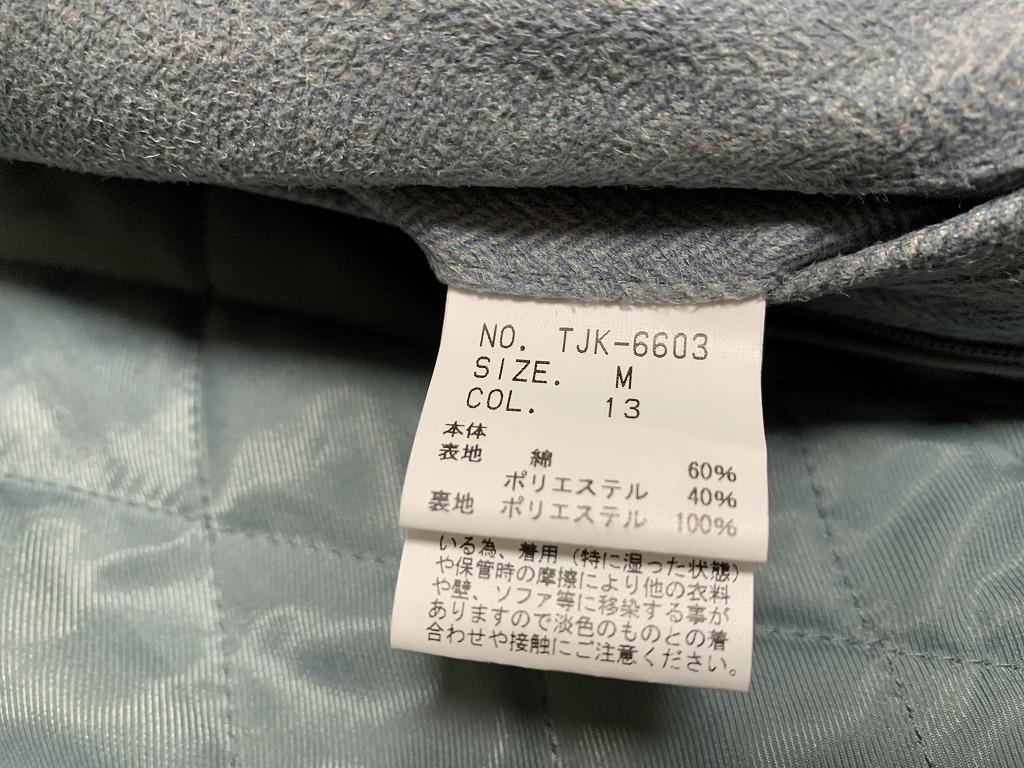 NO. TJK-6603
SIZE. M
COL. 13
本体
表地 綿 60%
ポリエステル 40%
裏地 ポリエステル 100%
いる為、着用(特に湿った状態)
や保管時の摩擦により他の衣料
や壁、ソファ等に移染する事が
ありますので淡色のものとの着
合わせや接触にご注意ください。